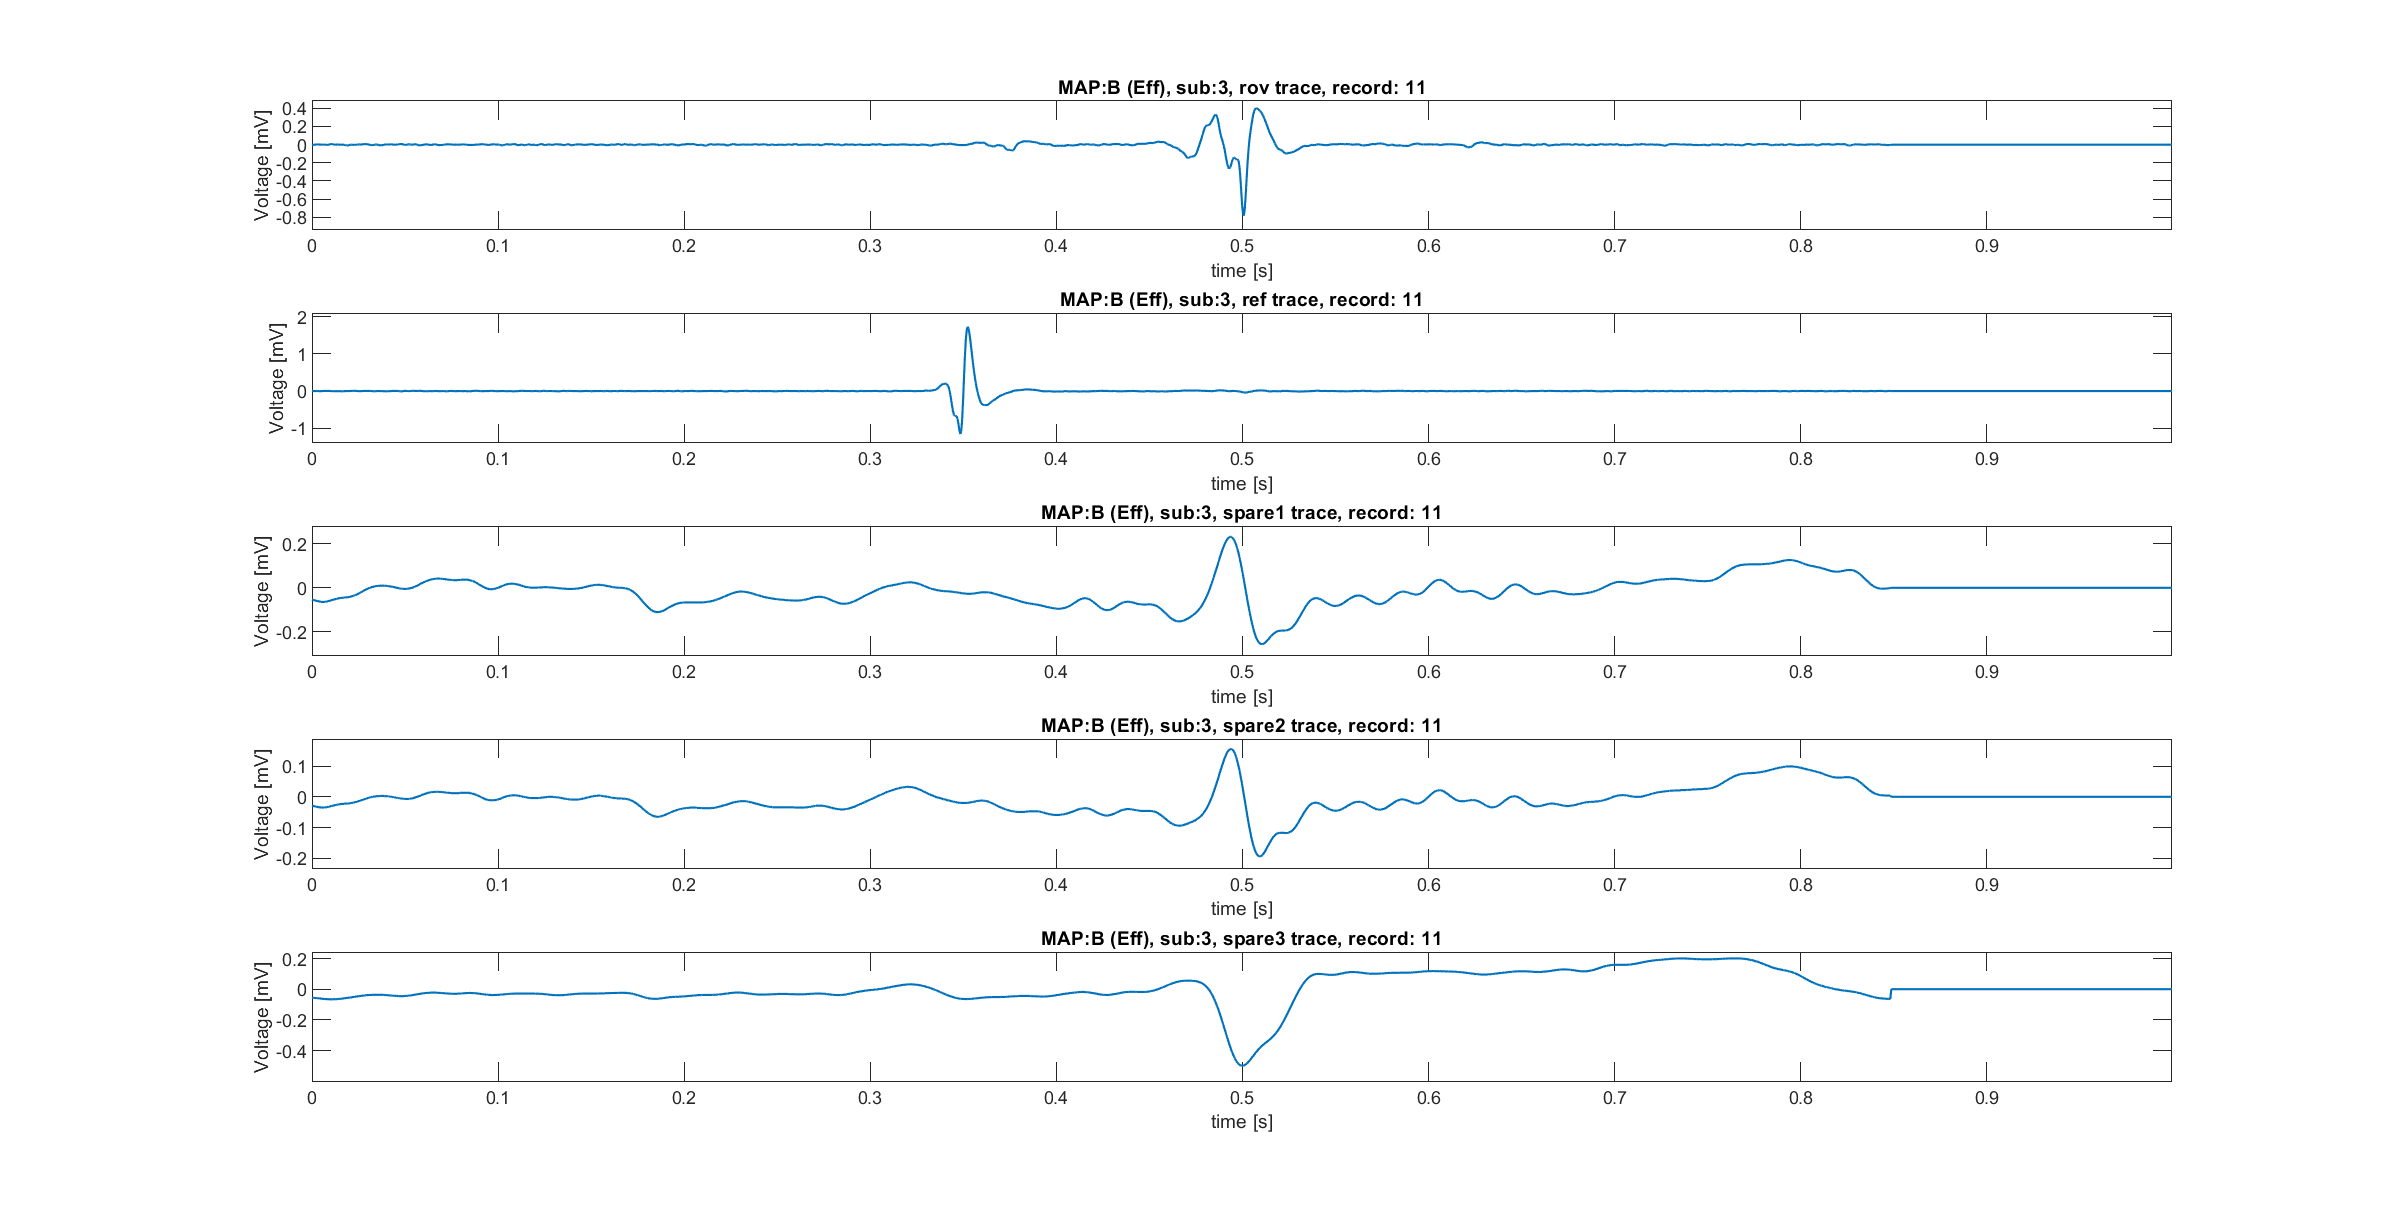 MAP:B (Eff), sub:3, rov trace, record: 11
Voltage [mV]
0.4
0.2
0
-0.2
-0.4
-0.6
-0.8
0 0.1 0.2 0.3 0.4 0.5 0.6 0.7 0.8 0.9
time [s]
MAP:B (Eff), sub:3, ref trace, record: 11
Voltage [mV]
2
1
0
-1
0 0.1 0.2 0.3 0.4 0.5 0.6 0.7 0.8 0.9
time [s]
MAP:B (Eff), sub:3, spare1 trace, record: 11
Voltage [mV]
0.2
0
-0.2
0 0.1 0.2 0.3 0.4 0.5 0.6 0.7 0.8 0.9
time [s]
MAP:B (Eff), sub:3, spare2 trace, record: 11
Voltage [mV]
0.1
0
-0.1
-0.2
0 0.1 0.2 0.3 0.4 0.5 0.6 0.7 0.8 0.9
time [s]
MAP:B (Eff), sub:3, spare3 trace, record: 11
Voltage [mV]
0.2
0
-0.2
-0.4
0 0.1 0.2 0.3 0.4 0.5 0.6 0.7 0.8 0.9
time [s]